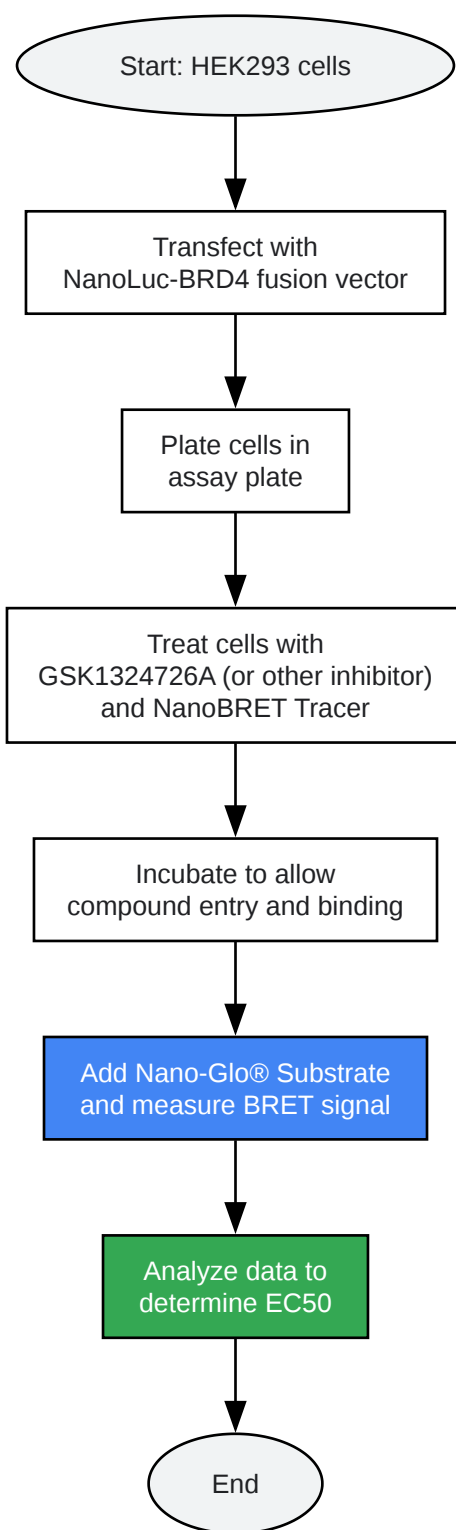 Start: HEK293 cells
Transfect with
NanoLuc-BRD4 fusion vector
Plate cells in
assay plate
Treat cells with
GSK1324726A (or other inhibitor)
and NanoBRET Tracer
Incubate to allow
compound entry and binding
Add Nano-Glo® Substrate
and measure BRET signal
Analyze data to
determine EC50
End